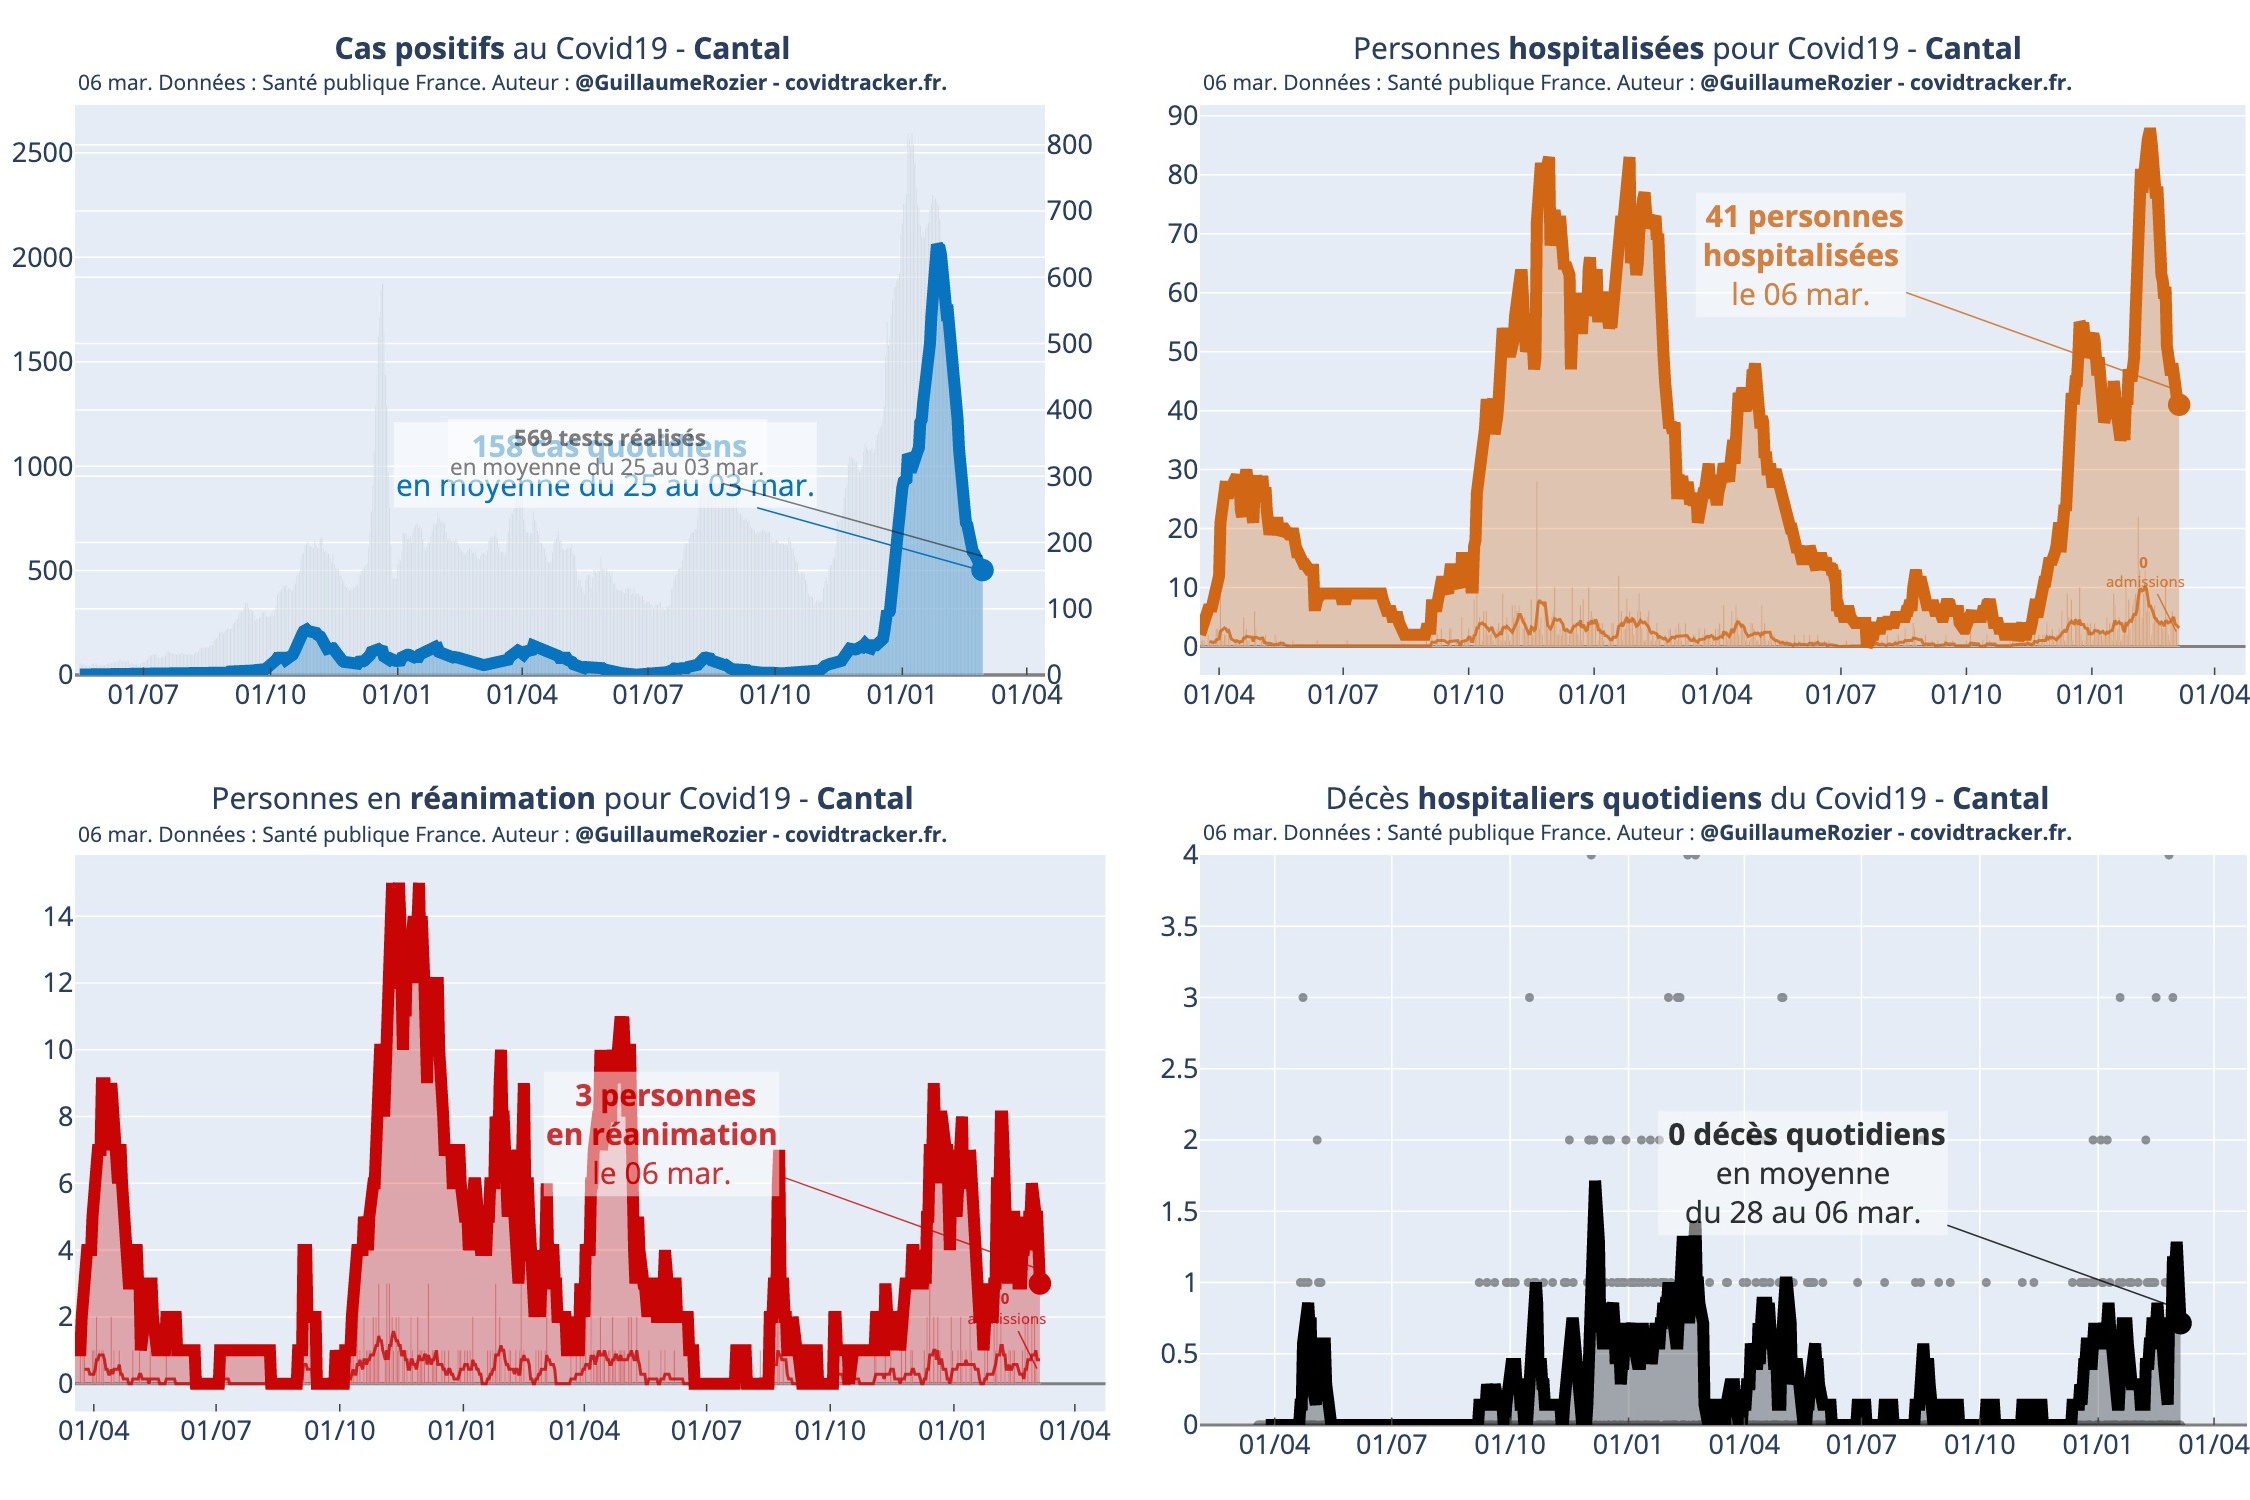 Cas positifs au Covid19 - Cantal
06 mar. Données : Santé publique France. Auteur : @GuillaumeRozier - covidtracker.fr.
2500
2000
1500
1000
500
0
800
700
600
500
400
300
200
100
0
569 tests réalisés
158 cas quotidiens
en moyenne du 25 au 03 mar.
en moyenne du 25 au 03 mar.
01/07 01/10 01/01 01/04 01/07 01/10 01/01 01/04
Personnes hospitalisées pour Covid19 - Cantal
06 mar. Données : Santé publique France. Auteur : @GuillaumeRozier - covidtracker.fr.
90
80
70
60
50
40
30
20
10
0
41 personnes
hospitalisées
le 06 mar.
0
admissions
01/04 01/07 01/10 01/01 01/04 01/07 01/10 01/01 01/04
Personnes en réanimation pour Covid19 - Cantal
06 mar. Données : Santé publique France. Auteur : @GuillaumeRozier - covidtracker.fr.
14
12
10
8
6
4
2
0
3 personnes
en réanimation
le 06 mar.
0
admissions
01/04 01/07 01/10 01/01 01/04 01/07 01/10 01/01 01/04
Décès hospitaliers quotidiens du Covid19 - Cantal
06 mar. Données : Santé publique France. Auteur : @GuillaumeRozier - covidtracker.fr.
4
3.5
3
2.5
2
1.5
1
0.5
0
0 décès quotidiens
en moyenne
du 28 au 06 mar.
01/04 01/07 01/10 01/01 01/04 01/07 01/10 01/01 01/04